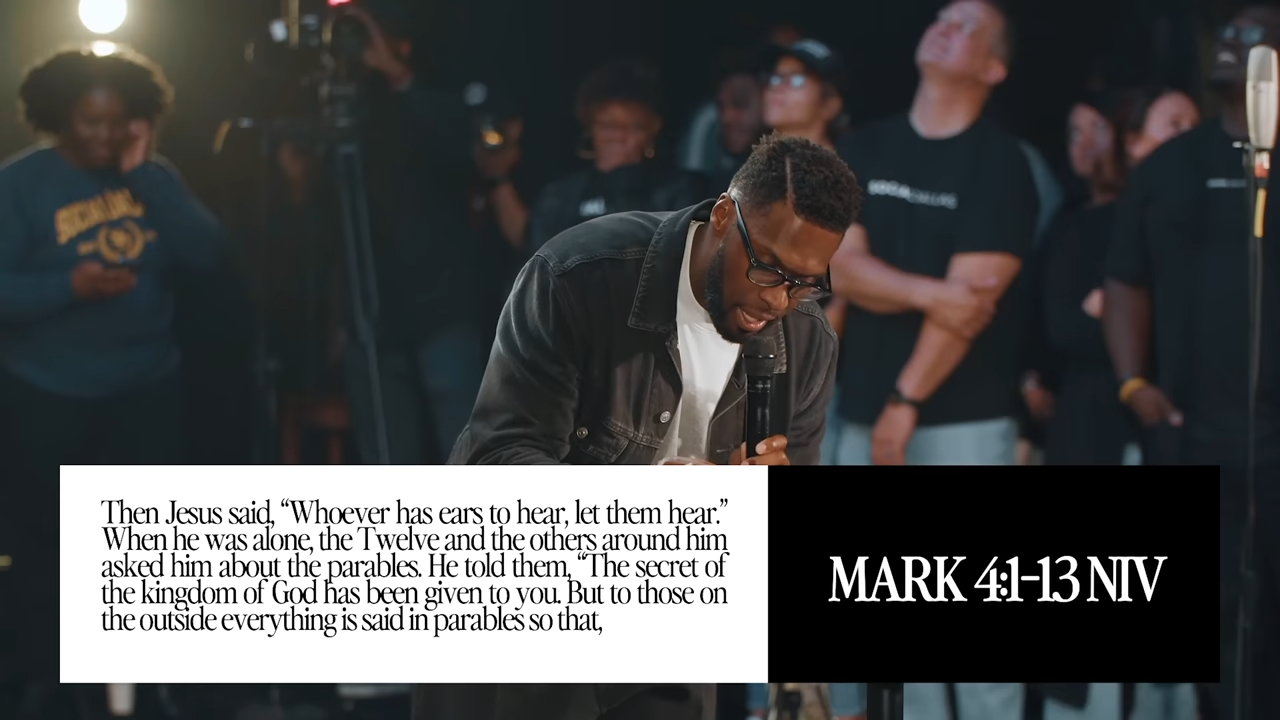 SOCIAL DALLAS
Then Jesus said, “Whoever has ears to hear, let them hear.”
When he was alone, the Twelve and the others around him
asked him about the parables. He told them, “The secret of
the kingdom of God has been given to you. But to those on
the outside everything is said in parables so that,
MARK 4:1-13 NIV